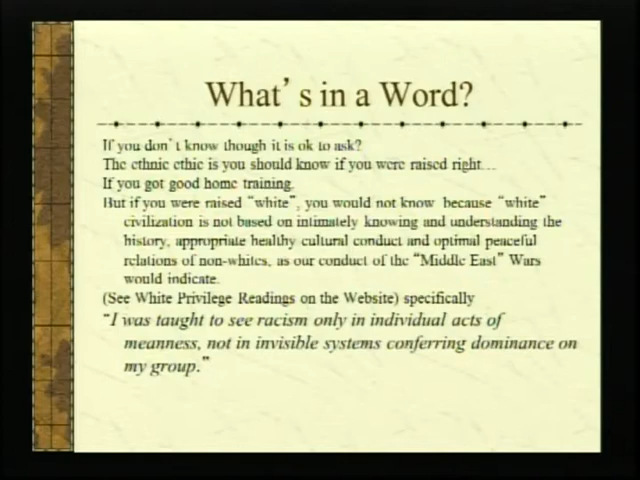 What's in a Word?
If you don't know though it is ok to ask?
The ethnic ethic is you should know if you were raised right...
If you got good home training.
But if you were raised "white", you would not know because "white"
civilization is not based on intimately knowing and understanding the
history, appropriate healthy cultural conduct and optimal peaceful
relations of non-whites, as our conduct of the "Middle East" Wars
would indicate.
(See White Privilege Readings on the Website) specifically
"I was taught to see racism only in individual acts of
meanness, not in invisible systems conferring dominance on
my group."